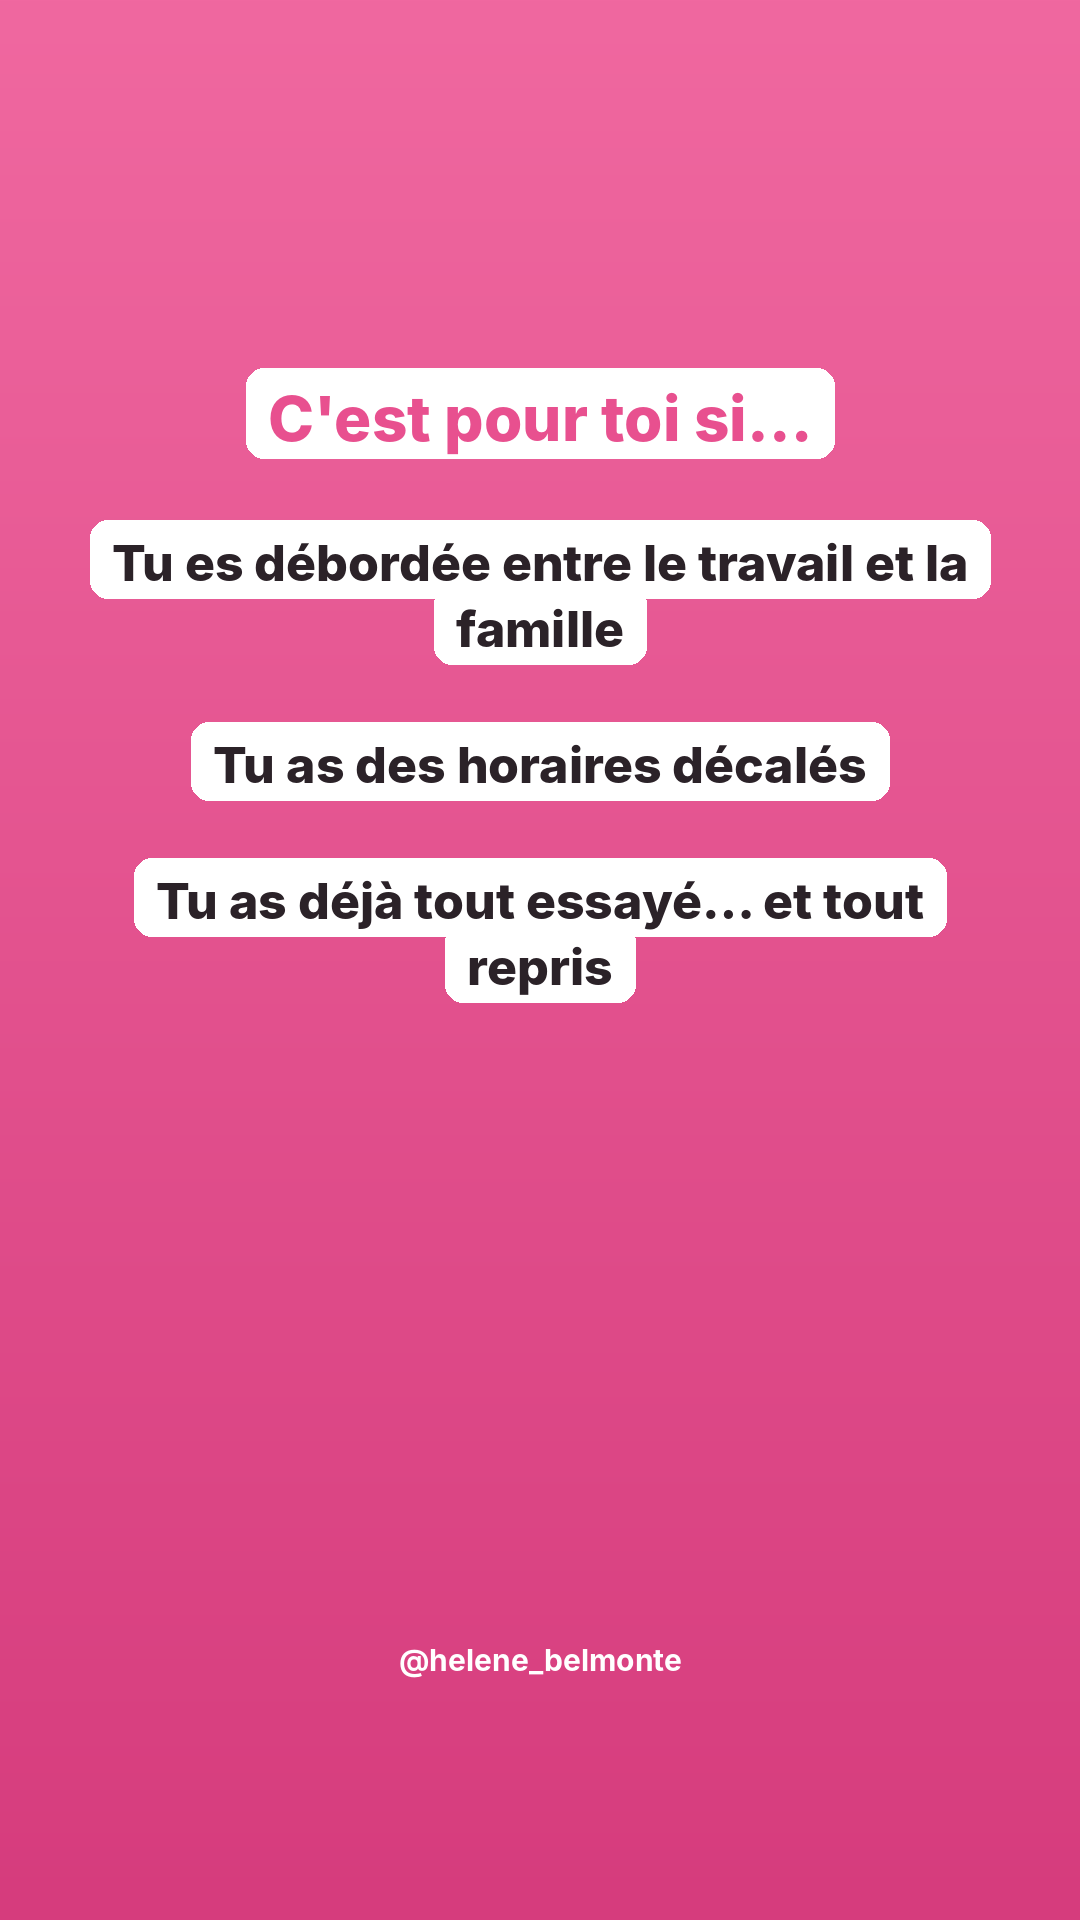 C'est pour toi si…
Tu es débordée entre le travail et la
famille
Tu as des horaires décalés
Tu as déjà tout essayé… et tout
repris
@helene_belmonte